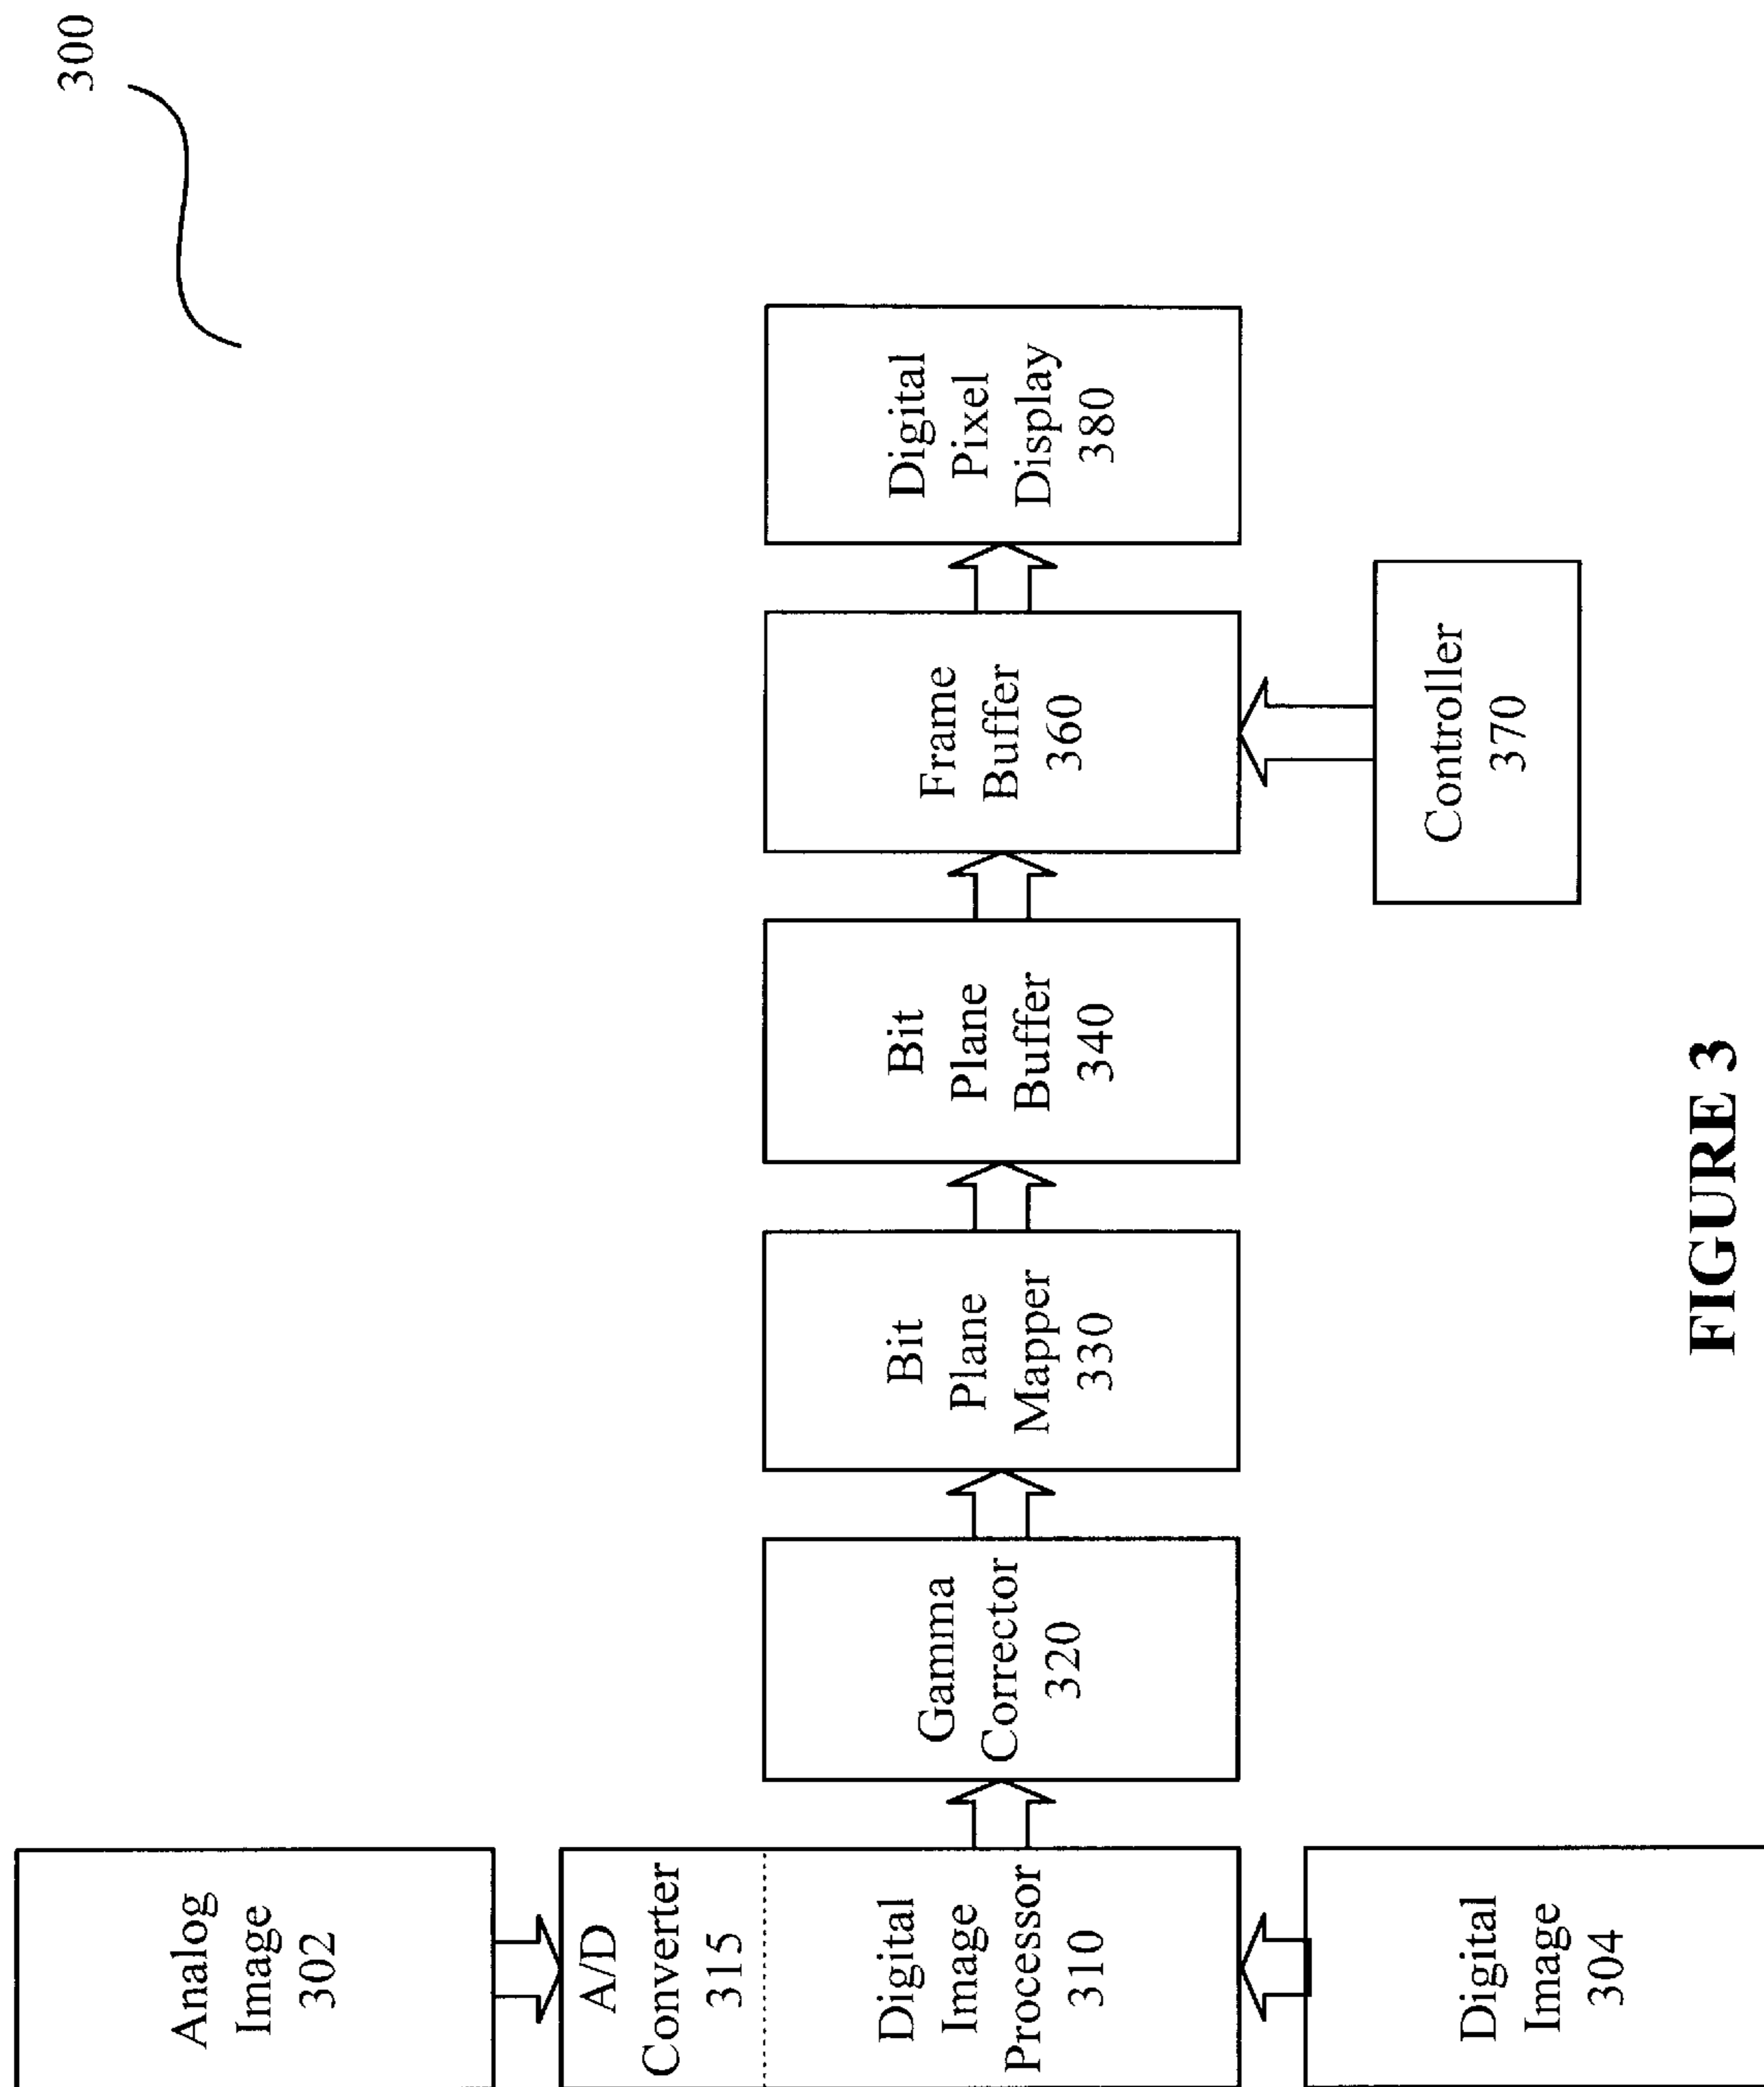 300
Analog
Image
302
A/D
Converter
315
Digital
Image
Processor
310
Digital
Image
304
Gamma
Corrector
320
Bit
Plane
Mapper
330
Bit
Plane
Buffer
340
Frame
Buffer
360
Controller
370
Digital
Pixel
Display
380
FIGURE 3